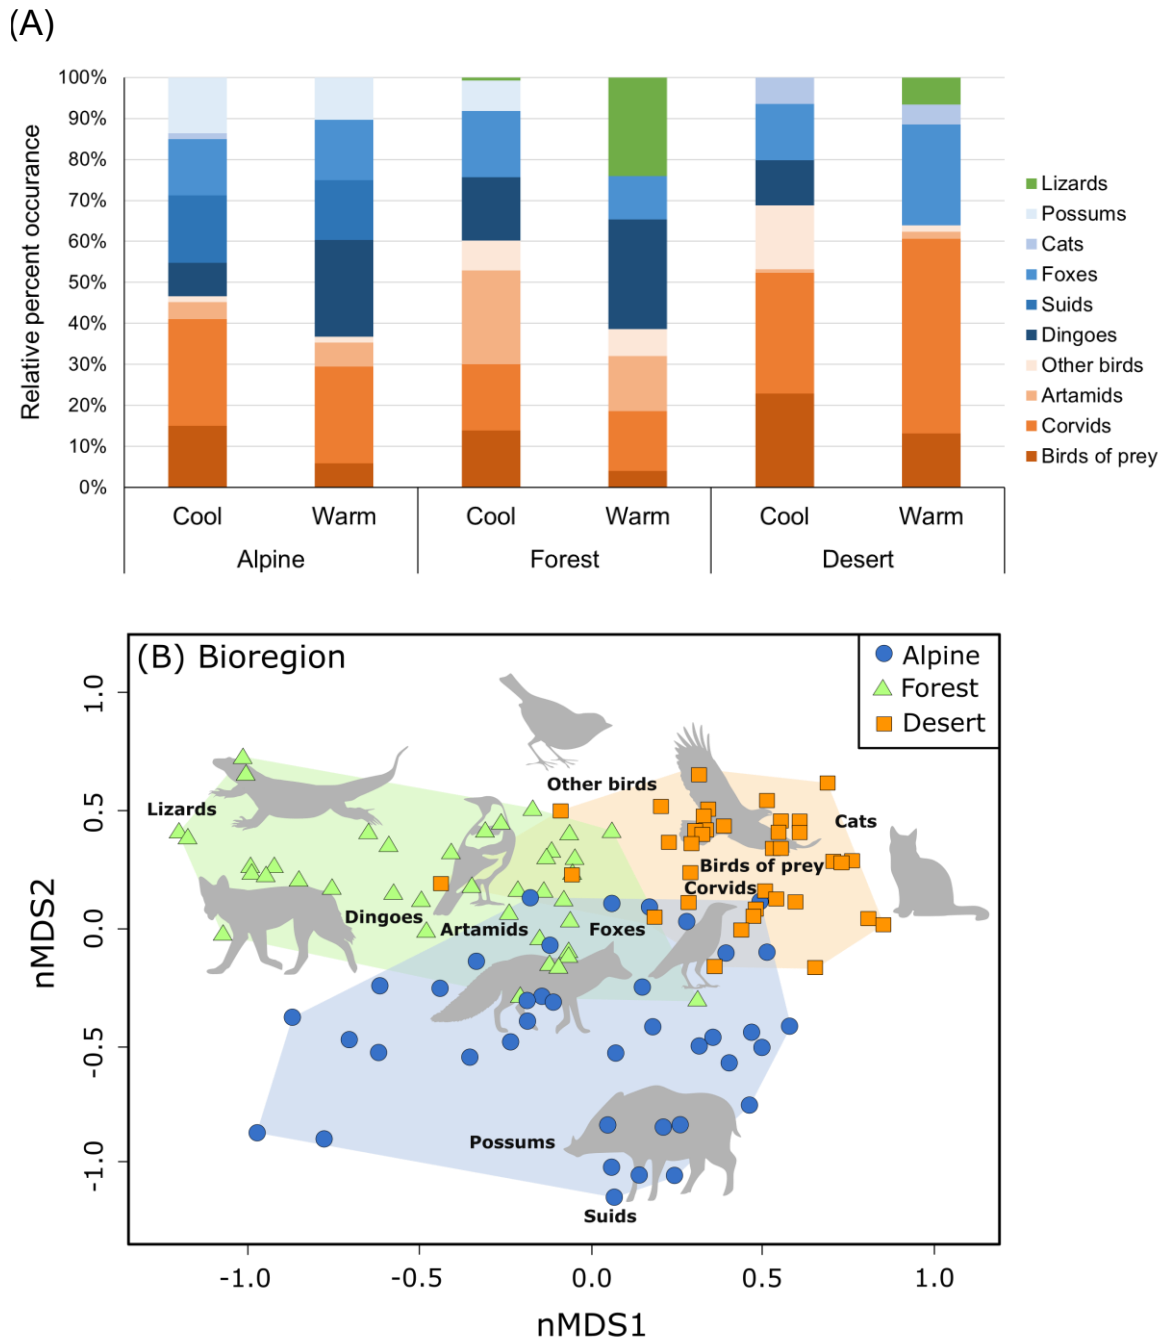 (A)
100%
90%
80%
70%
60%
50%
40%
30%
20%
10%
0%
Relative percent occurance
Cool
Warm
Cool
Warm
Cool
Warm
Alpine
Forest
Desert
Lizards
Possums
Cats
Foxes
Suids
Dingoes
Other birds
Artamids
Corvids
Birds of prey
(B) Bioregion
Alpine
Forest
Desert
1.0
0.5
0.0
-0.5
-1.0
nMDS2
Other birds
Lizards
Cats
Birds of prey
Corvids
Dingoes
Artamids
Foxes
Possums
Suids
-1.0
-0.5
0.0
0.5
1.0
nMDS1